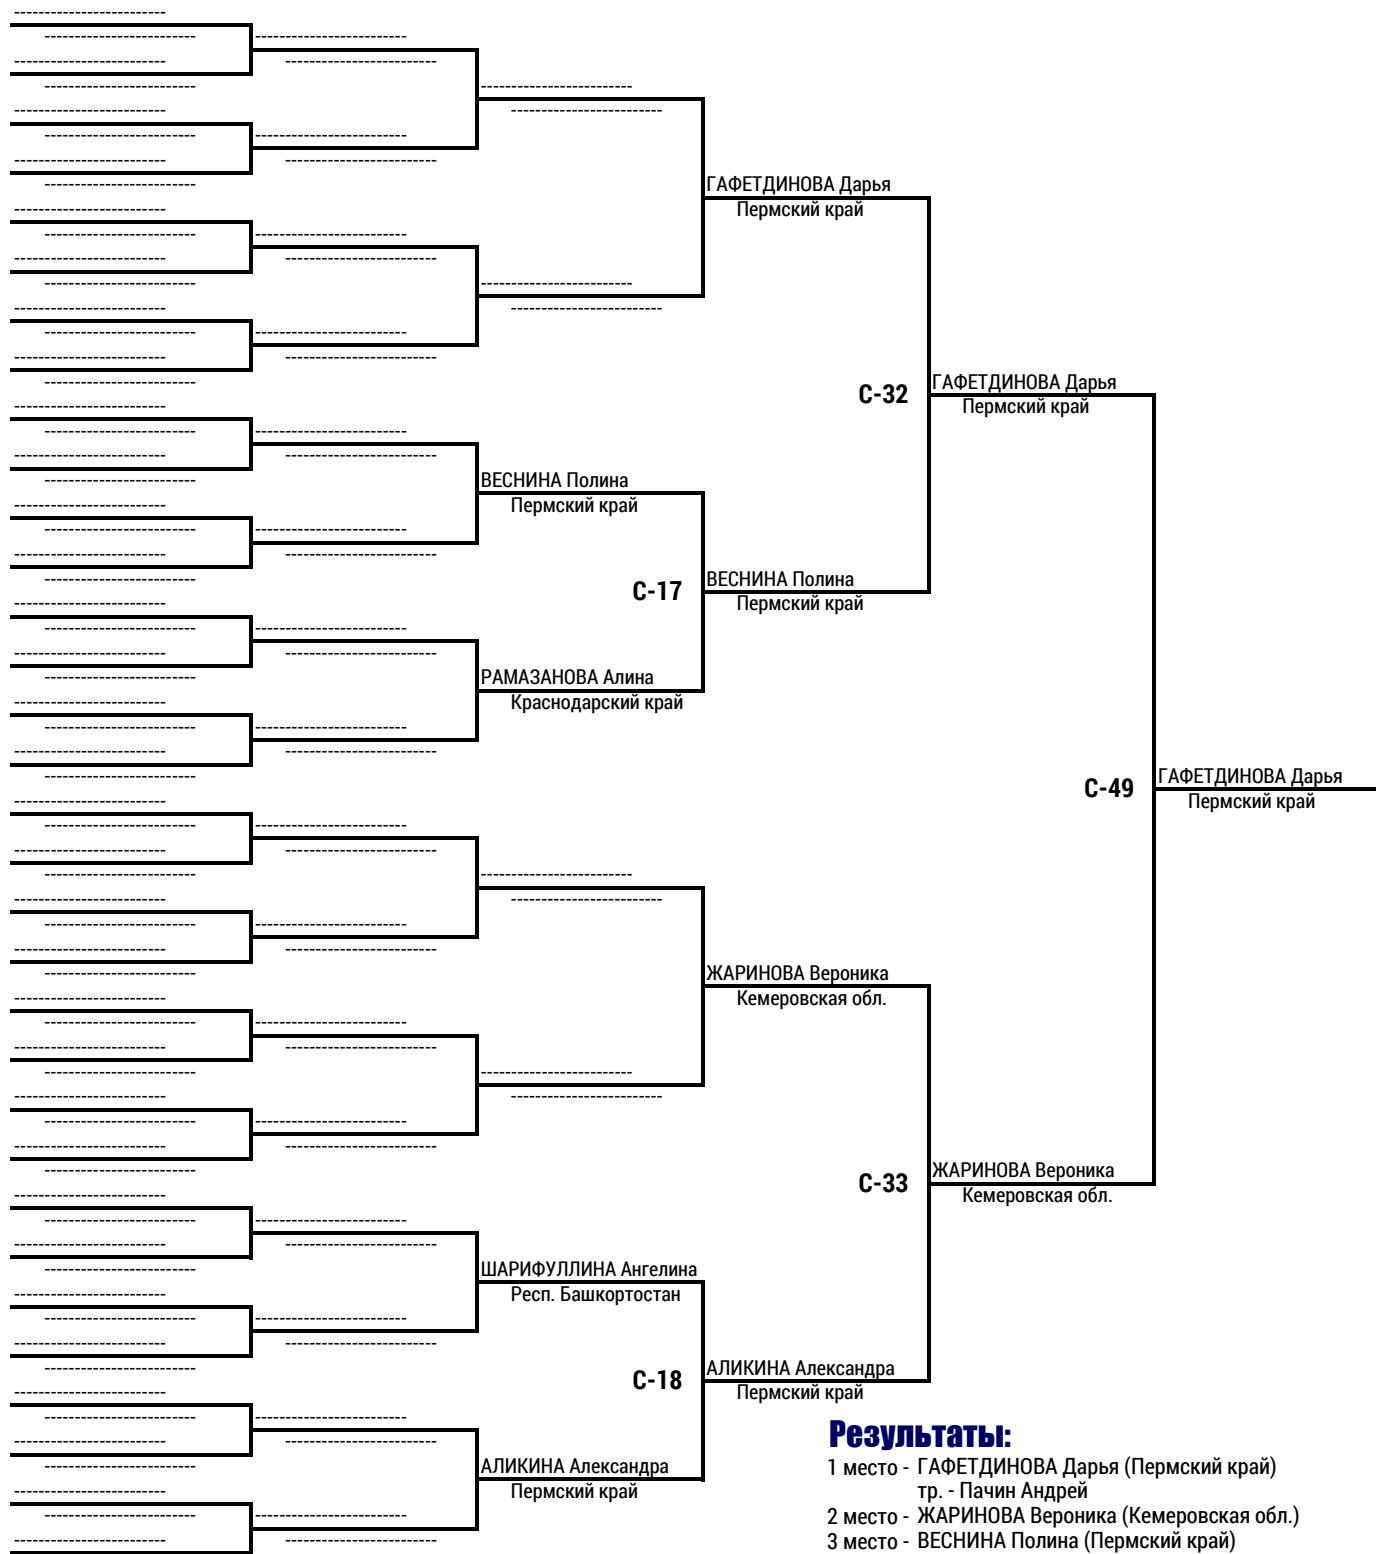 ГАФЕТДИНОВА Дарья
Пермский край
С-32
ГАФЕТДИНОВА Дарья
Пермский край
ВЕСНИНА Полина
Пермский край
С-17
ВЕСНИНА Полина
Пермский край
РАМАЗАНОВА Алина
Краснодарский край
С-49
ГАФЕТДИНОВА Дарья
Пермский край
ЖАРИНОВА Вероника
Кемеровская обл.
С-33
ЖАРИНОВА Вероника
Кемеровская обл.
ШАРИФУЛЛИНА Ангелина
Респ. Башкортостан
С-18
АЛИКИНА Александра
Пермский край
АЛИКИНА Александра
Пермский край
Результаты:
1 место - ГАФЕТДИНОВА Дарья (Пермский край)
тр. - Пачин Андрей
2 место - ЖАРИНОВА Вероника (Кемеровская обл.)
3 место - ВЕСНИНА Полина (Пермский край)